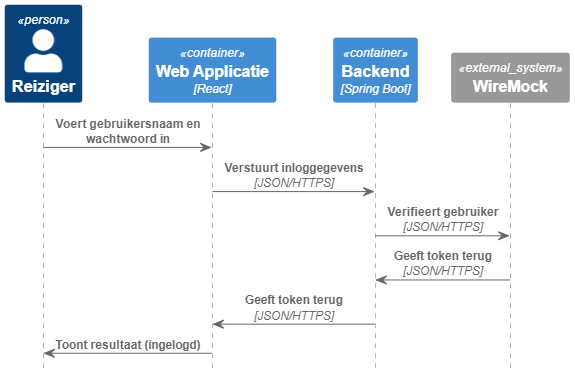 «person»
Reiziger
«container»
Web Applicatie
[React]
«container»
Backend
[Spring Boot]
«external_system»
WireMock
Voert gebruikersnaam en
wachtwoord in
Verstuurt inloggegevens
[JSON/HTTPS]
Verifieert gebruiker
[JSON/HTTPS]
Geeft token terug
[JSON/HTTPS]
Geeft token terug
[JSON/HTTPS]
Toont resultaat (ingelogd)